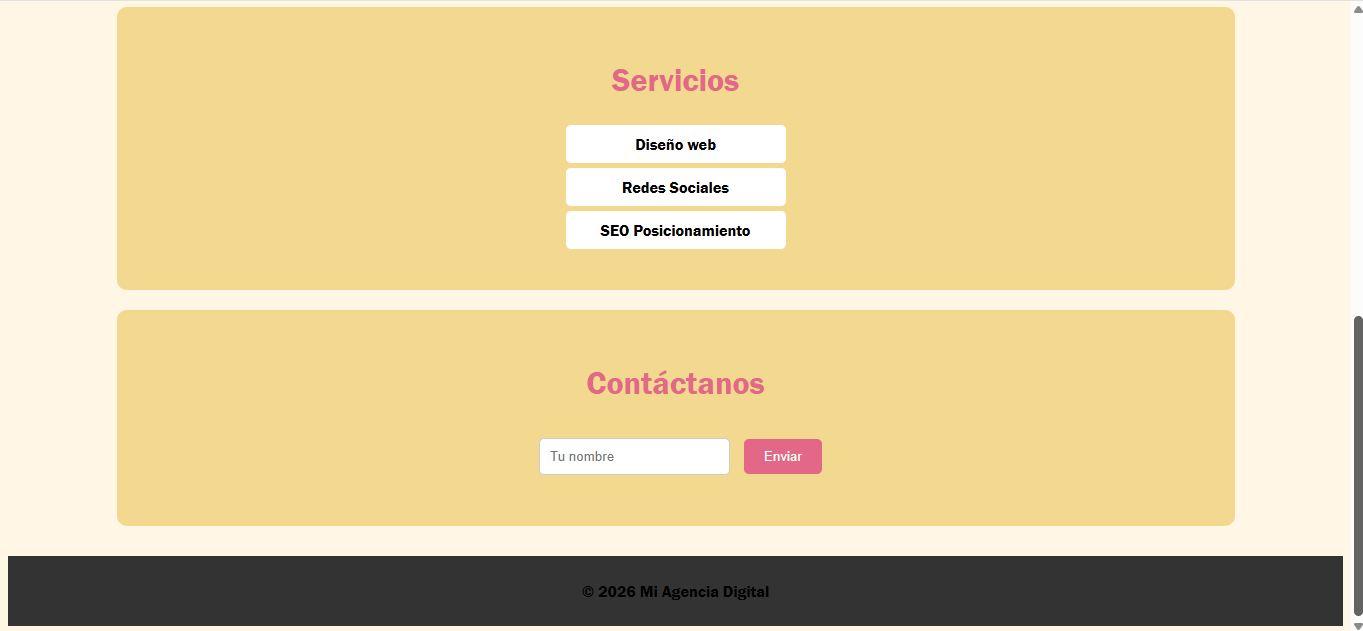 Servicios
Diseño web
Redes Sociales
SEO Posicionamiento
Contáctanos
Tu nombre
Enviar
© 2026 Mi Agencia Digital